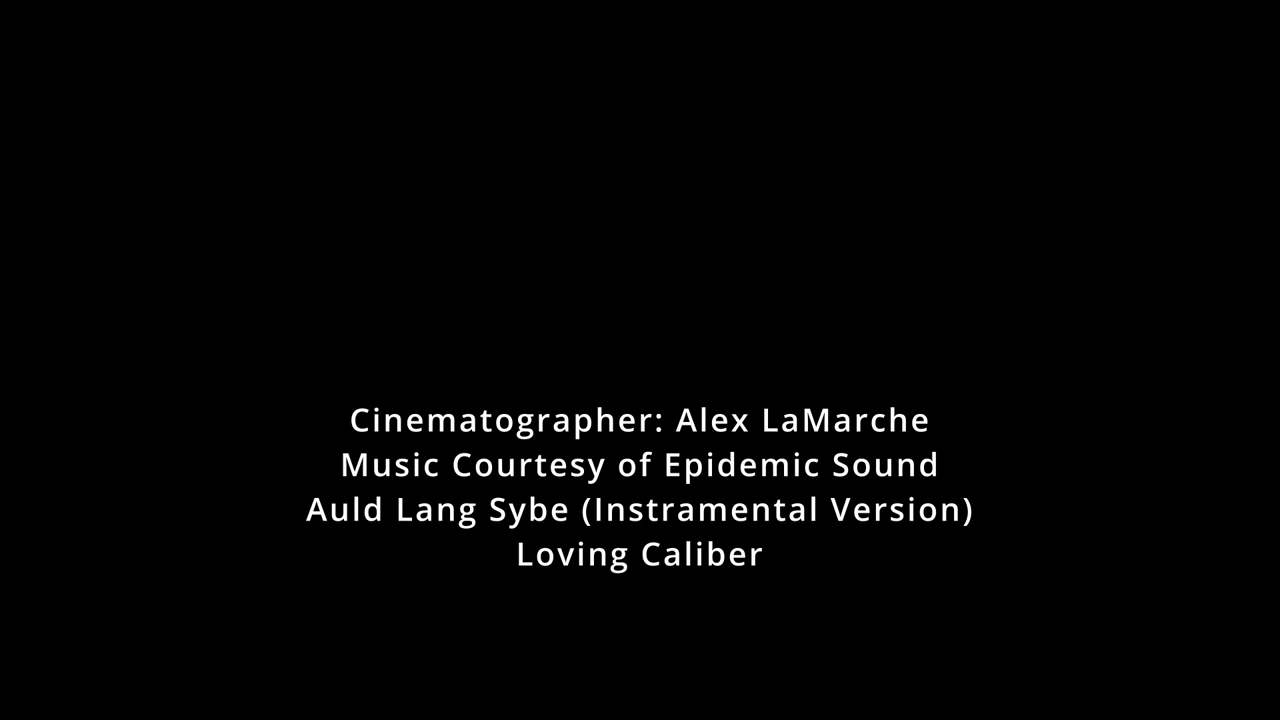 Cinematographer: Alex LaMarche
Music Courtesy of Epidemic Sound
Auld Lang Sybe (Instramental Version)
Loving Caliber